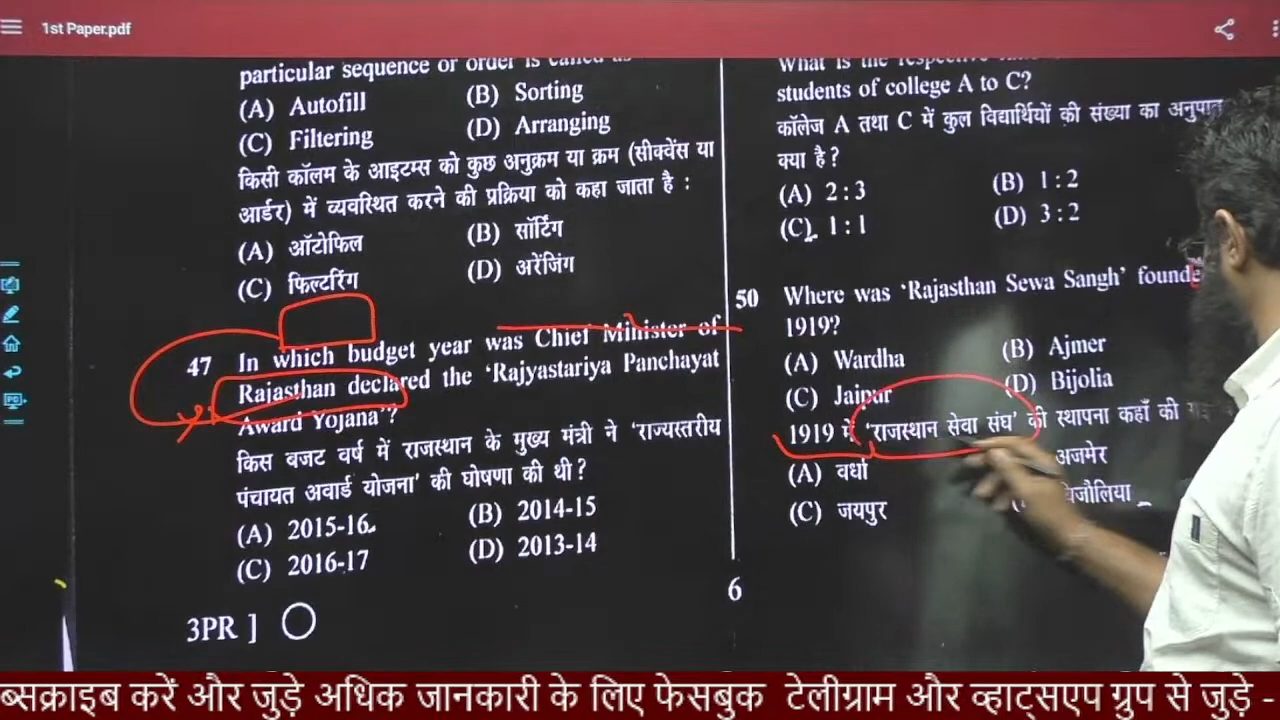 1st Paper.pdf
particular sequence or order is called as
(A) Autofill
(B) Sorting
(C) Filtering
(D) Arranging
किसी कॉलम के आइटम्स को कुछ अनुक्रम या क्रम (सीक्वेंस या
आर्डर) में व्यवस्थित करने की प्रक्रिया को कहा जाता है :
(A) ऑटोफिल
(B) सॉर्टिंग
(C) फिल्टरिंग
(D) अरेंजिंग
47 In which budget year was Chief Minister of
Rajasthan declared the 'Rajyastariya Panchayat
Award Yojana'?
किस बजट वर्ष में राजस्थान के मुख्य मंत्री ने 'राज्यस्तरीय
पंचायत अवार्ड योजना' की घोषणा की थी?
(A) 2015-16
(B) 2014-15
(C) 2016-17
(D) 2013-14
3PR ]
What is the
students of college A to C?
कॉलेज A तथा C में कुल विद्यार्थियों की संख्या का अनुपात
क्या है?
(A) 2 : 3
(B) 1 : 2
(C) 1 : 1
(D) 3 : 2
50 Where was 'Rajasthan Sewa Sangh'
1919?
(A) Wardha
(B) Ajmer
(C) Jaipur
(D) Bijolia
1919 में 'राजस्थान सेवा संघ' की स्थापना कहाँ की
(A) वर्धा
अजमेर
(C) जयपुर
6
ब्सक्राइब करें और जुड़े अधिक जानकारी के लिए फेसबुक टेलीग्राम और व्हाट्सएप ग्रुप से जुड़े -